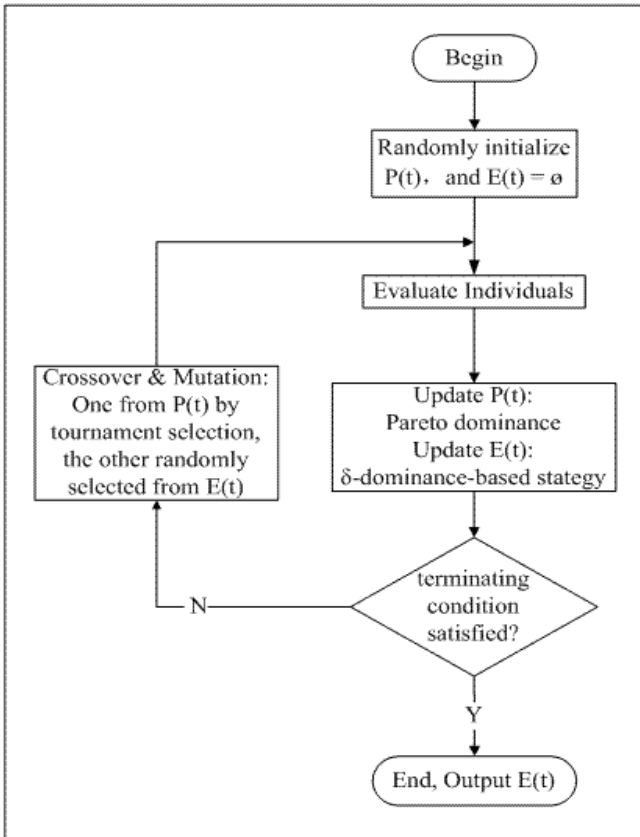 Begin
Randomly initialize
P(t), and E(t) = ø
Evaluate Individuals
Crossover & Mutation:
One from P(t) by
tournament selection,
the other randomly
selected from E(t)
Update P(t):
Pareto dominance
Update E(t):
δ-dominance-based stategy
terminating
condition
satisfied?
N
Y
End, Output E(t)